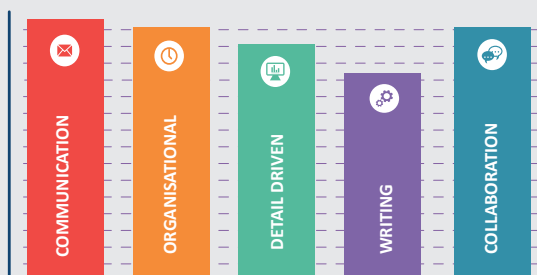 COMMUNICATION
ORGANISATIONAL
DETAIL DRIVEN
WRITING
COLLABORATION